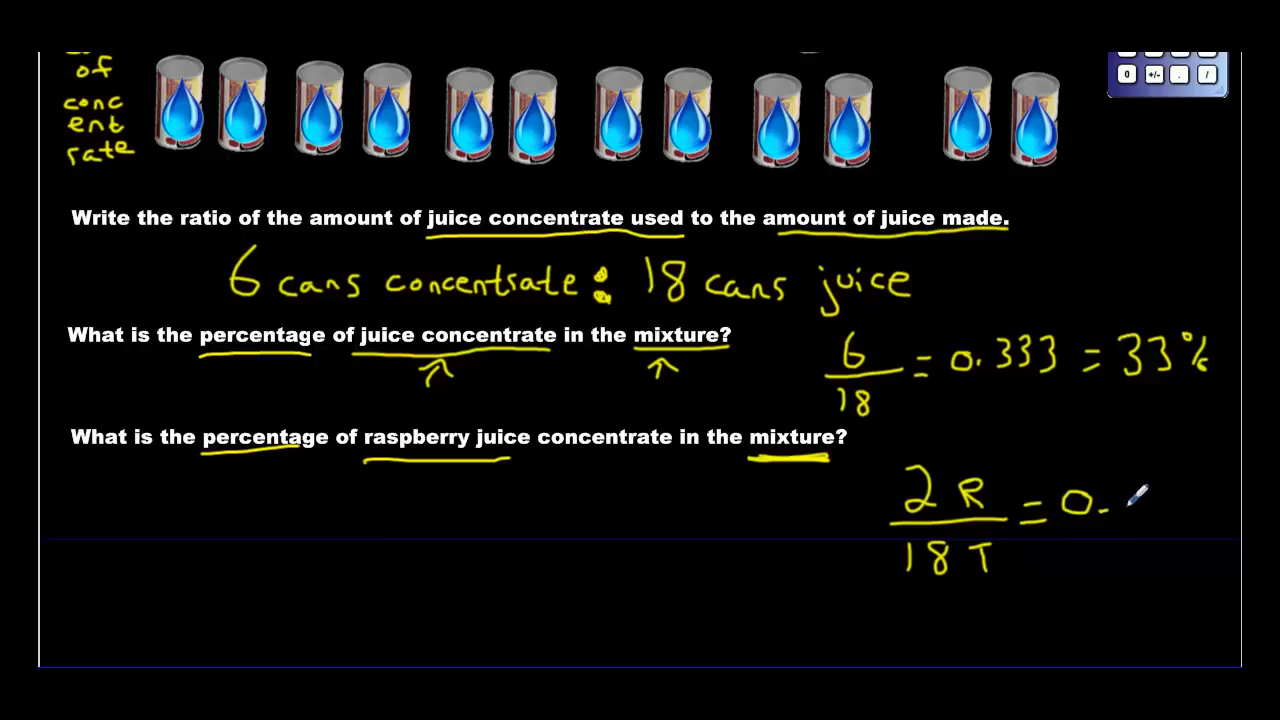 of
conc
ent
rate
0 +/- . /
Write the ratio of the amount of juice concentrate used to the amount of juice made.
6 cans concentrate : 18 cans juice
What is the percentage of juice concentrate in the mixture?
6/18 = 0.333 = 33%
What is the percentage of raspberry juice concentrate in the mixture?
2 R/18 T = 0.